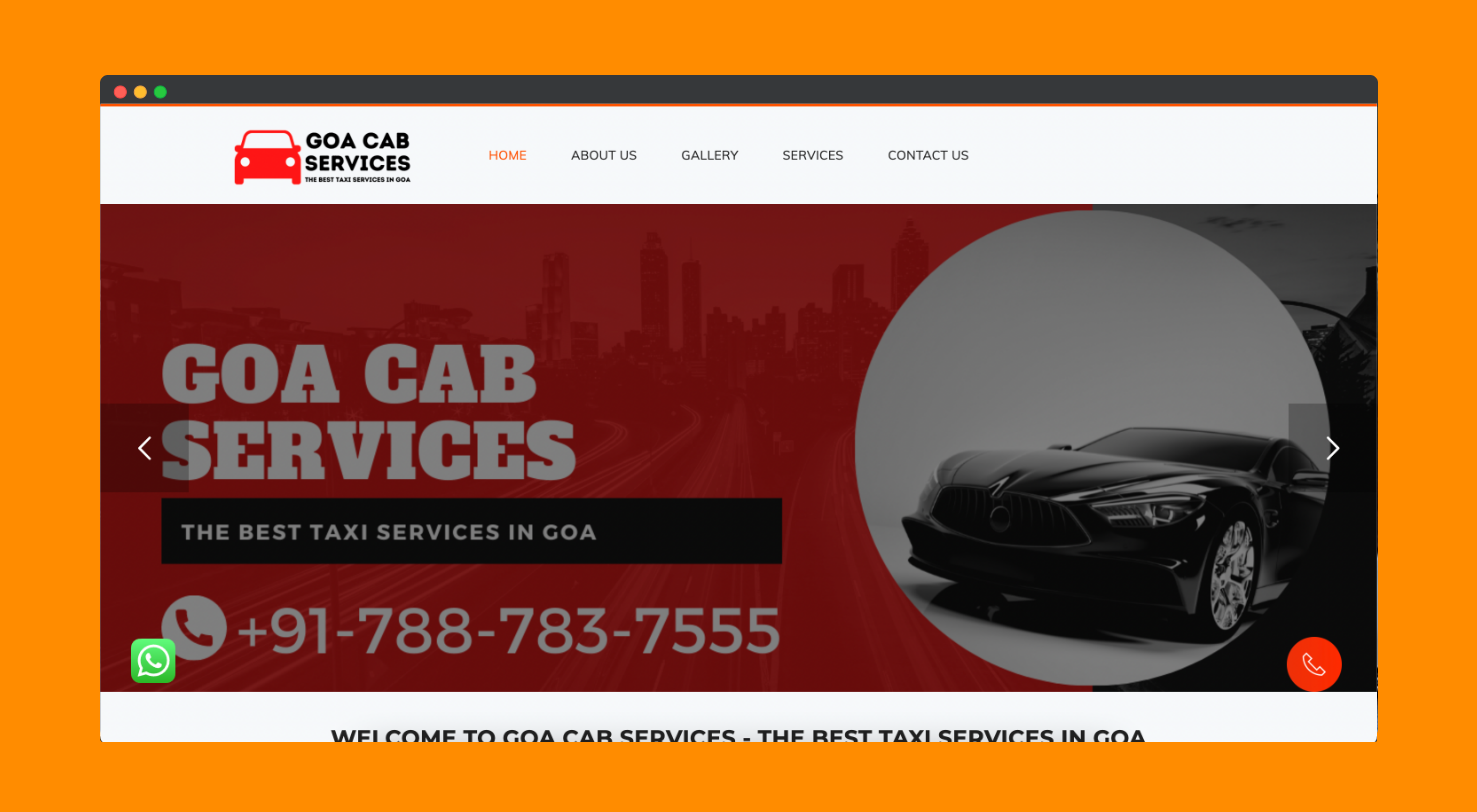 GOA CAB
SERVICES
THE BEST TAXI SERVICES IN GOA
HOME ABOUT US GALLERY SERVICES CONTACT US
GOA CAB
SERVICES
THE BEST TAXI SERVICES IN GOA
+91-788-783-7555
WELCOME TO GOA CAB SERVICES - THE BEST TAXI SERVICES IN GOA